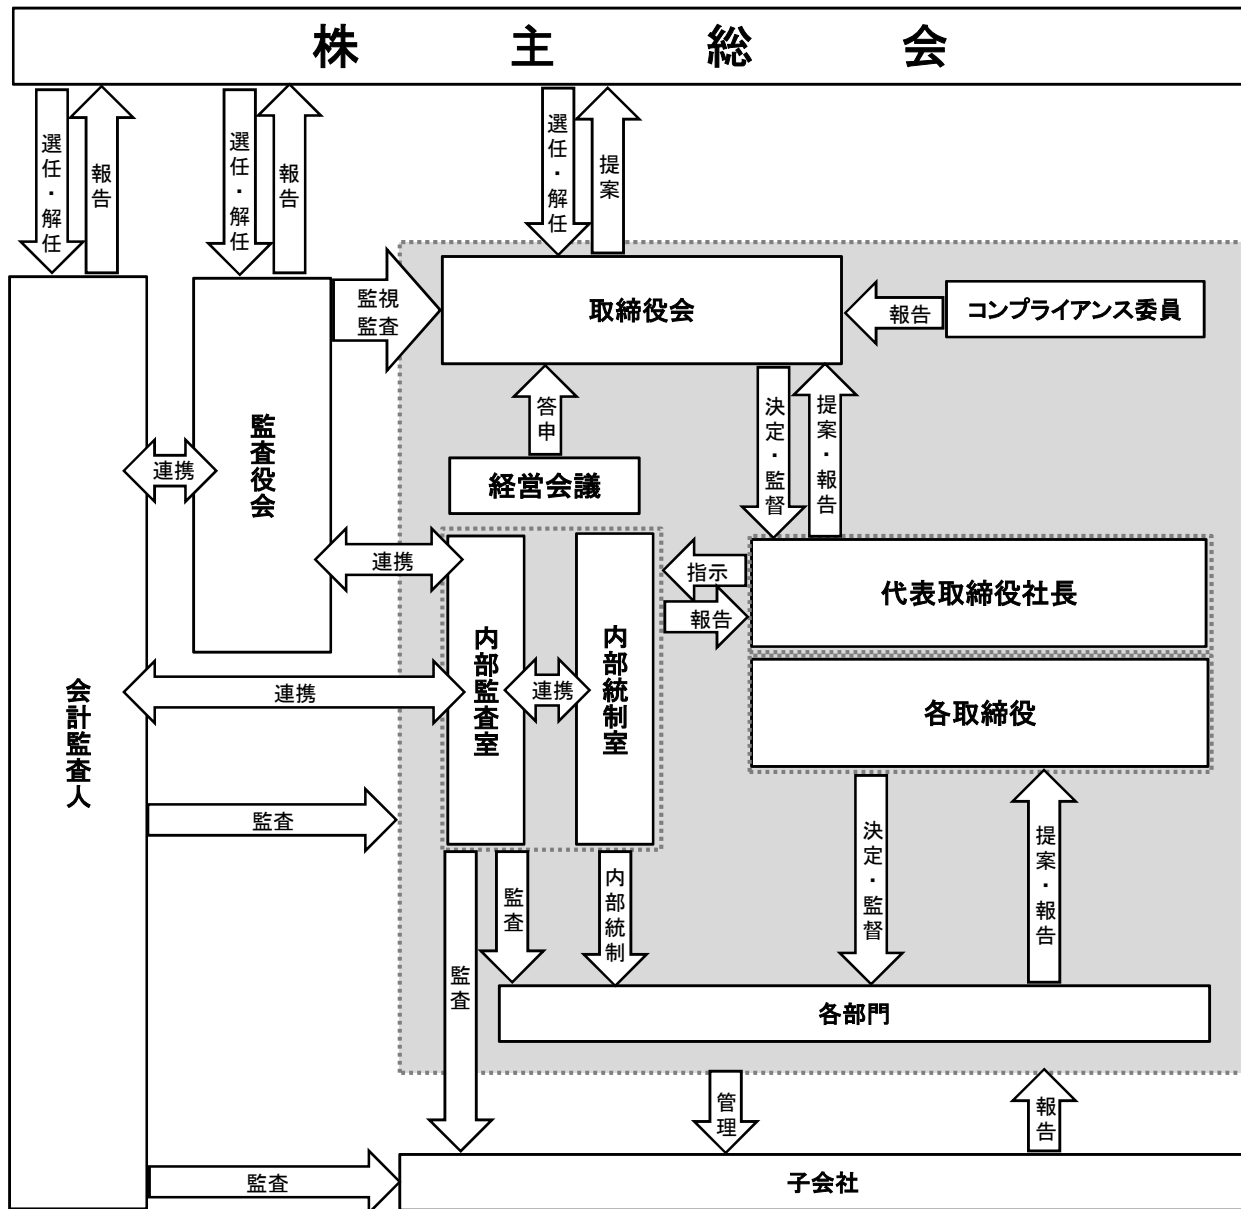 株主総会
選任・解任
報告
選任・解任
報告
選任・解任
提案
監視
監査
取締役会
報告
コンプライアンス委員
答申
決定・監督
提案・報告
監査役会
連携
経営会議
連携
指示
報告
代表取締役社長
内部監査室
連携
内部統制室
各取締役
会計監査人
連携
監査
監査
監査
内部統制
決定・監督
提案・報告
各部門
管理
報告
監査
子会社